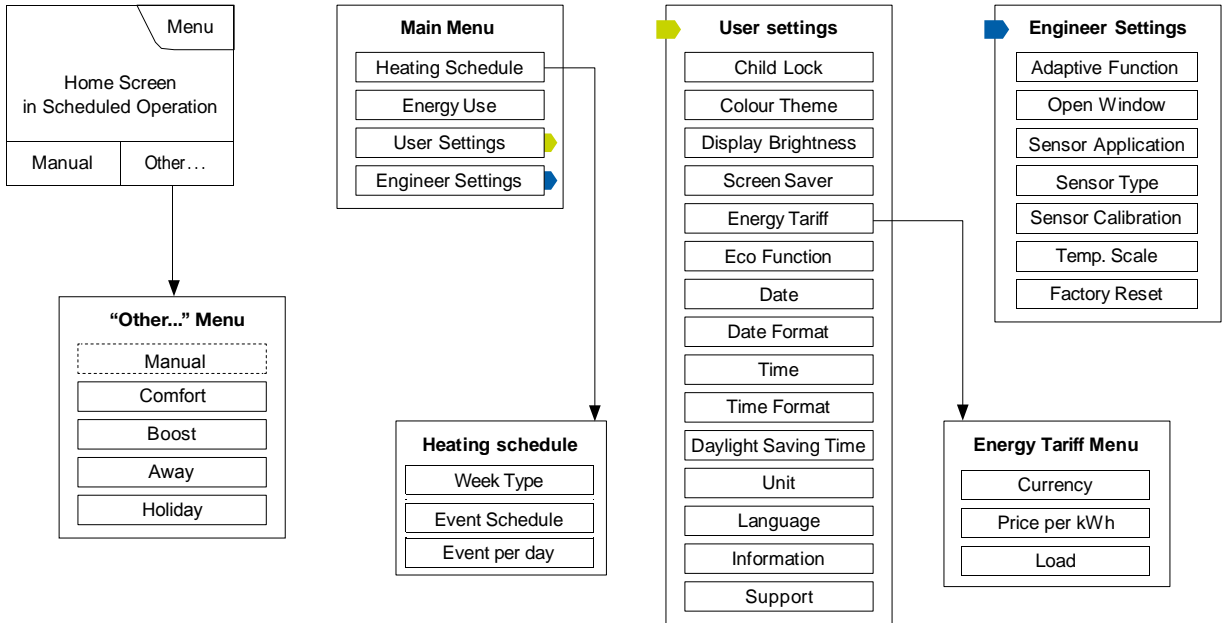 Menu
Home Screen
in Scheduled Operation
Manual
Other...
“Other...” Menu
Manual
Comfort
Boost
Away
Holiday
Main Menu
Heating Schedule
Energy Use
User Settings
Engineer Settings
Heating schedule
Week Type
Event Schedule
Event per day
User settings
Child Lock
Colour Theme
Display Brightness
Screen Saver
Energy Tariff
Eco Function
Date
Date Format
Time
Time Format
Daylight Saving Time
Unit
Language
Information
Support
Engineer Settings
Adaptive Function
Open Window
Sensor Application
Sensor Type
Sensor Calibration
Temp. Scale
Factory Reset
Energy Tariff Menu
Currency
Price per kWh
Load